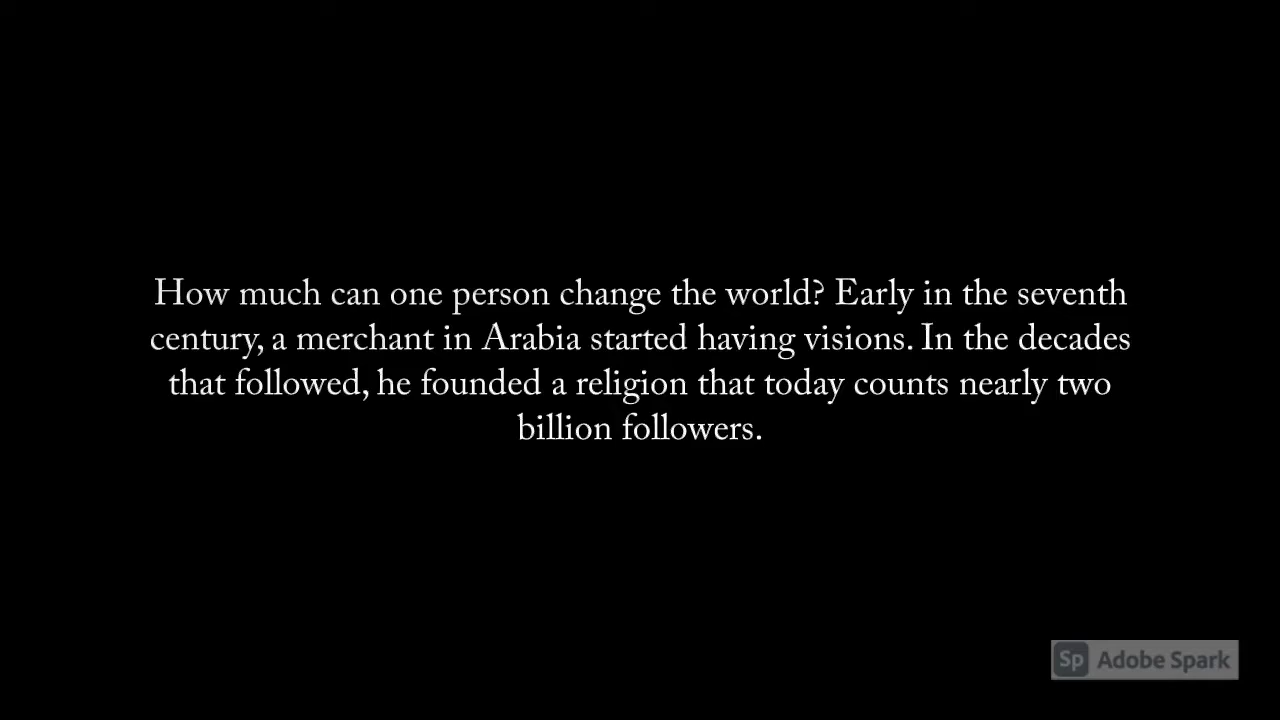 How much can one person change the world? Early in the seventh
century, a merchant in Arabia started having visions. In the decades
that followed, he founded a religion that today counts nearly two
billion followers.
Sp Adobe Spark